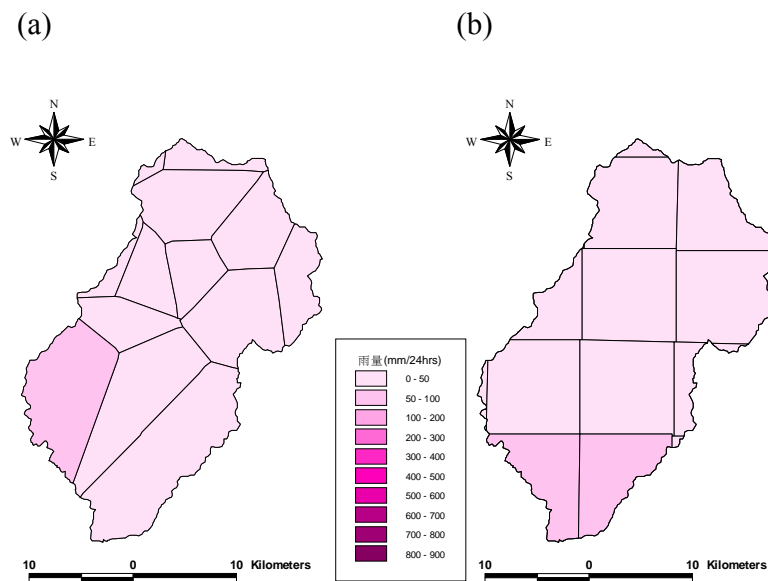 (a)
(b)
N
W E
S
N
W E
S
雨量(mm/24hrs)
0 - 50
50 - 100
100 - 200
200 - 300
300 - 400
400 - 500
500 - 600
600 - 700
700 - 800
800 - 900
10 0 10 Kilometers
10 0 10 Kilometers